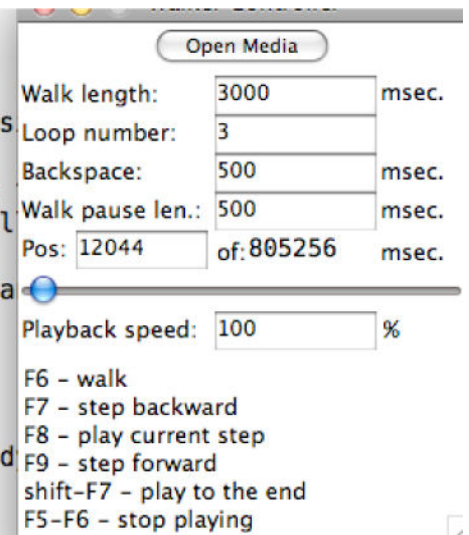 Open Media
Walk length: 3000 msec.
Loop number: 3
Backspace: 500 msec.
Walk pause len.: 500 msec.
Pos: 12044 of: 805256 msec.
Playback speed: 100 %
F6 – walk
F7 – step backward
F8 – play current step
F9 – step forward
shift–F7 – play to the end
F5–F6 – stop playing